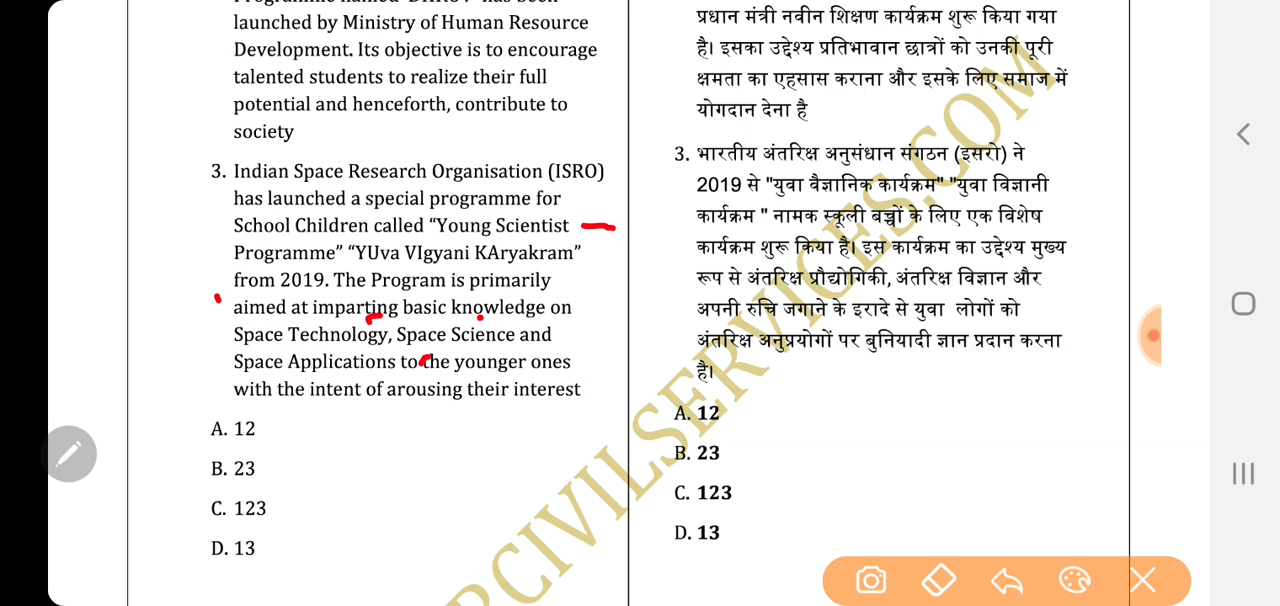 launched by Ministry of Human Resource
Development. Its objective is to encourage
talented students to realize their full
potential and henceforth, contribute to
society
3. Indian Space Research Organisation (ISRO)
has launched a special programme for
School Children called “Young Scientist
Programme” “YUva VIgyani KAryakram”
from 2019. The Program is primarily
aimed at imparting basic knowledge on
Space Technology, Space Science and
Space Applications to the younger ones
with the intent of arousing their interest
A. 12
B. 23
C. 123
D. 13
प्रधान मंत्री नवीन शिक्षण कार्यक्रम शुरू किया गया
है। इसका उद्देश्य प्रतिभावान छात्रों को उनकी पूरी
क्षमता का एहसास कराना और इसके लिए समाज में
योगदान देना है
3. भारतीय अंतरिक्ष अनुसंधान संगठन (इसरो) ने
2019 से "युवा वैज्ञानिक कार्यक्रम" "युवा विज्ञानी
कार्यक्रम " नामक स्कूली बच्चों के लिए एक विशेष
कार्यक्रम शुरू किया है। इस कार्यक्रम का उद्देश्य मुख्य
रूप से अंतरिक्ष प्रौद्योगिकी, अंतरिक्ष विज्ञान और
अपनी रुचि जगाने के इरादे से युवा लोगों को
अंतरिक्ष अनुप्रयोगों पर बुनियादी ज्ञान प्रदान करना
है।
A. 12
B. 23
C. 123
D. 13
RCIVILSERVICES.COM